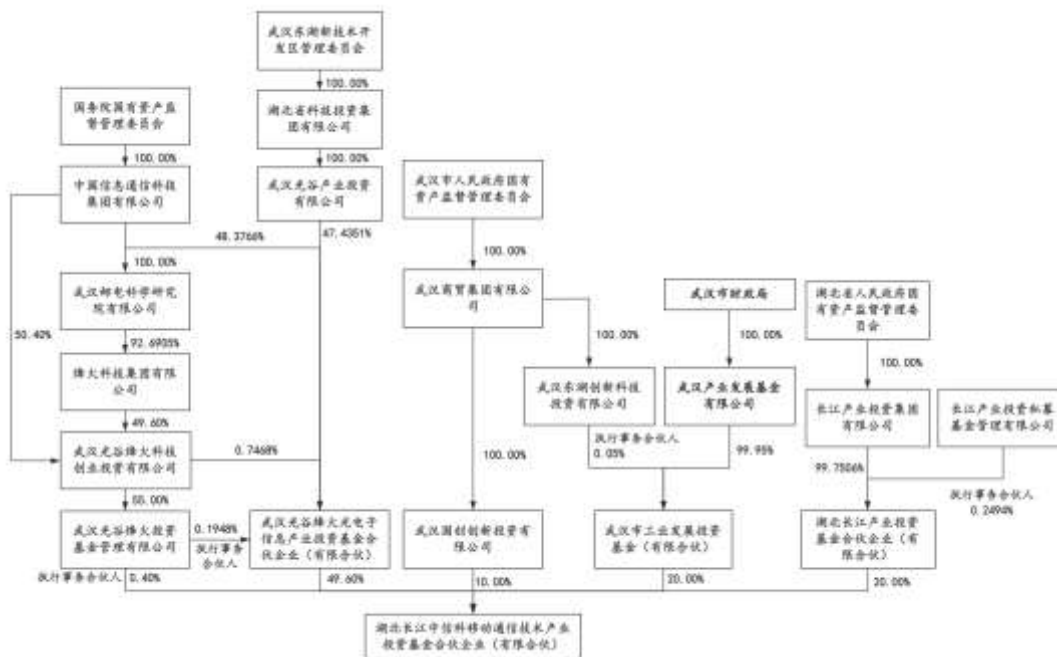 武汉东湖新技术开
发区管理委员会
100.00%
国务院国有资产监
督管理委员会
湖北省科技投资集
团有限公司
100.00%
100.00%
中国信息通信科技
集团有限公司
武汉光谷产业投资
有限公司
武汉市人民政府国有
资产监督管理委员会
48.3766%
47.4351%
100.00%
100.00%
武汉邮电科学研究
院有限公司
武汉商贸集团有限公
司
武汉市财政局
湖北省人民政府国
有资产监督管理委
员会
50.40%
92.6905%
100.00%
100.00%
100.00%
烽火科技集团有限公
司
武汉东湖创新科技
投资有限公司
武汉产业发展基金
有限公司
长江产业投资集团
有限公司
长江产业投资私募
基金管理有限公司
49.60%
执行事务合伙人
0.05%
99.95%
武汉光谷烽火科技
创业投资有限公司
0.7468%
100.00%
99.7506%
执行事务合伙人
0.2494%
55.00%
武汉光谷烽火投资
基金管理有限公司
0.1948%
执行事务
合伙人
武汉光谷烽火光电子
信息产业投资基金合
伙企业（有限合伙）
武汉国创创新投资有
限公司
武汉市工业发展投资
基金（有限合伙）
湖北长江产业投资
基金合伙企业（有
限合伙）
执行事务合伙人
0.40%
49.60%
10.00%
20.00%
20.00%
湖北长江中信科移动通信技术产业
投资基金合伙企业（有限合伙）